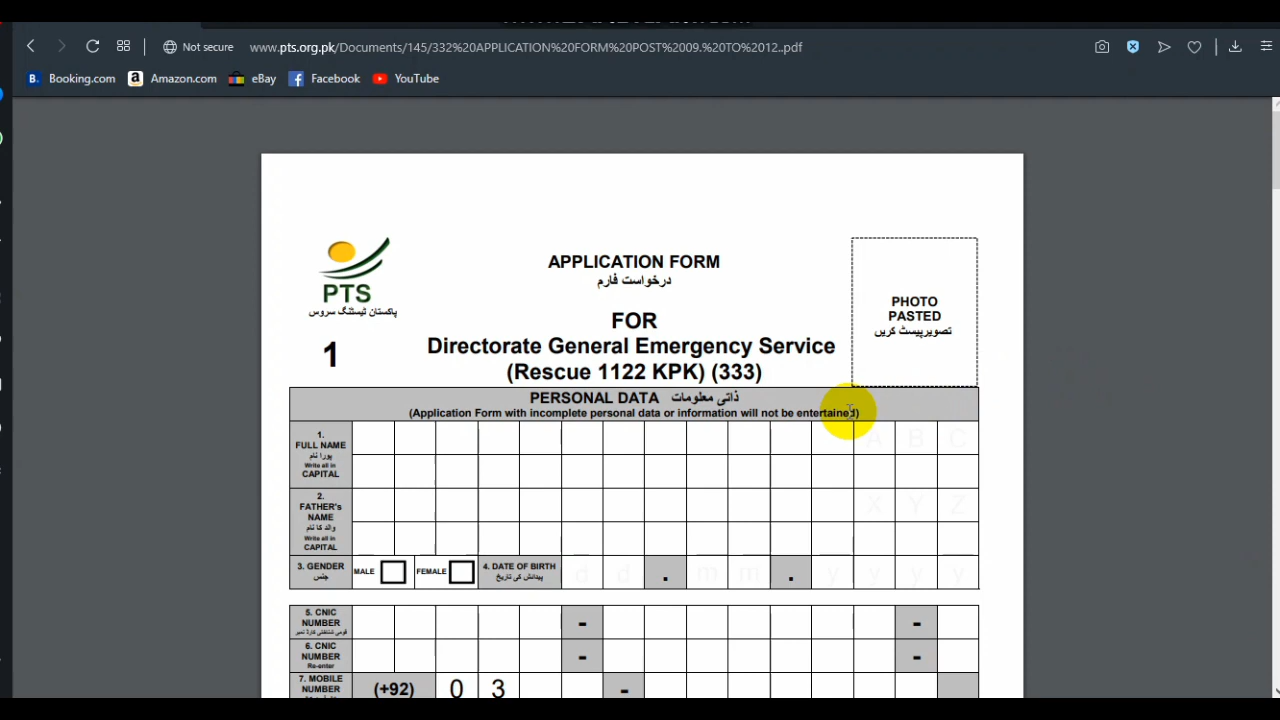 Not secure
www.pts.org.pk/Documents/145/332%20APPLICATION%20FORM%20POST%2009.%20TO%2012..pdf
B. Booking.com
a Amazon.com
eBay
Facebook
YouTube
PTS
پاکستان ٹیسٹنگ سروس
1
APPLICATION FORM
درخواست فارم
FOR
Directorate General Emergency Service
(Rescue 1122 KPK) (333)
PHOTO
PASTED
تصویرپیسٹ کریں
PERSONAL DATA ذاتی معلومات
(Application Form with incomplete personal data or information will not be entertained)
1.
FULL NAME
پورا نام
Write all in
CAPITAL
A B C
2.
FATHER's
NAME
والد کا نام
Write all in
CAPITAL
X Y Z
3. GENDER
جنس
MALE
FEMALE
4. DATE OF BIRTH
پیدائش کی تاریخ
d d . m m . y y y y
5. CNIC
NUMBER
قومی شناختی کارڈ نمبر
- -
6. CNIC
NUMBER
Re-enter
- -
7. MOBILE
NUMBER
(+92) 0 3 -